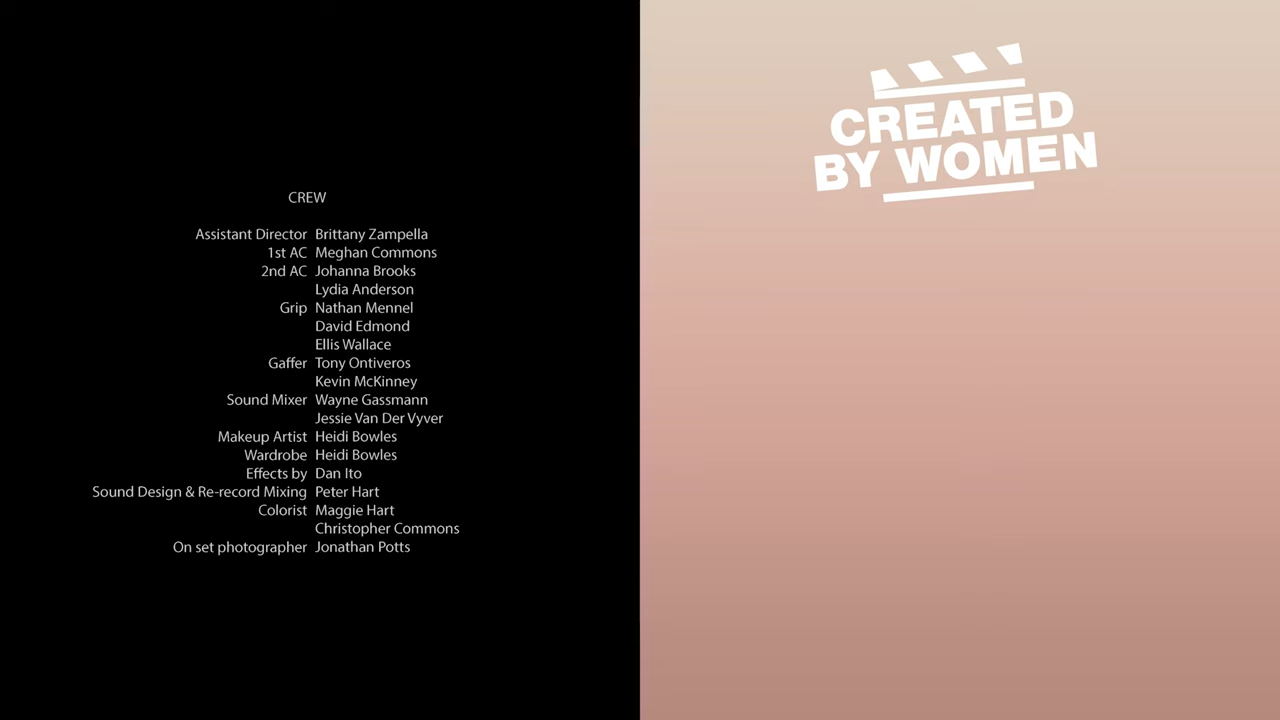 CREW
Assistant Director Brittany Zampella
1st AC Meghan Commons
2nd AC Johanna Brooks
Lydia Anderson
Grip Nathan Mennel
David Edmond
Ellis Wallace
Gaffer Tony Ontiveros
Kevin McKinney
Sound Mixer Wayne Gassmann
Jessie Van Der Vyver
Makeup Artist Heidi Bowles
Wardrobe Heidi Bowles
Effects by Dan Ito
Sound Design & Re-record Mixing Peter Hart
Colorist Maggie Hart
Christopher Commons
On set photographer Jonathan Potts
CREATED
BY WOMEN